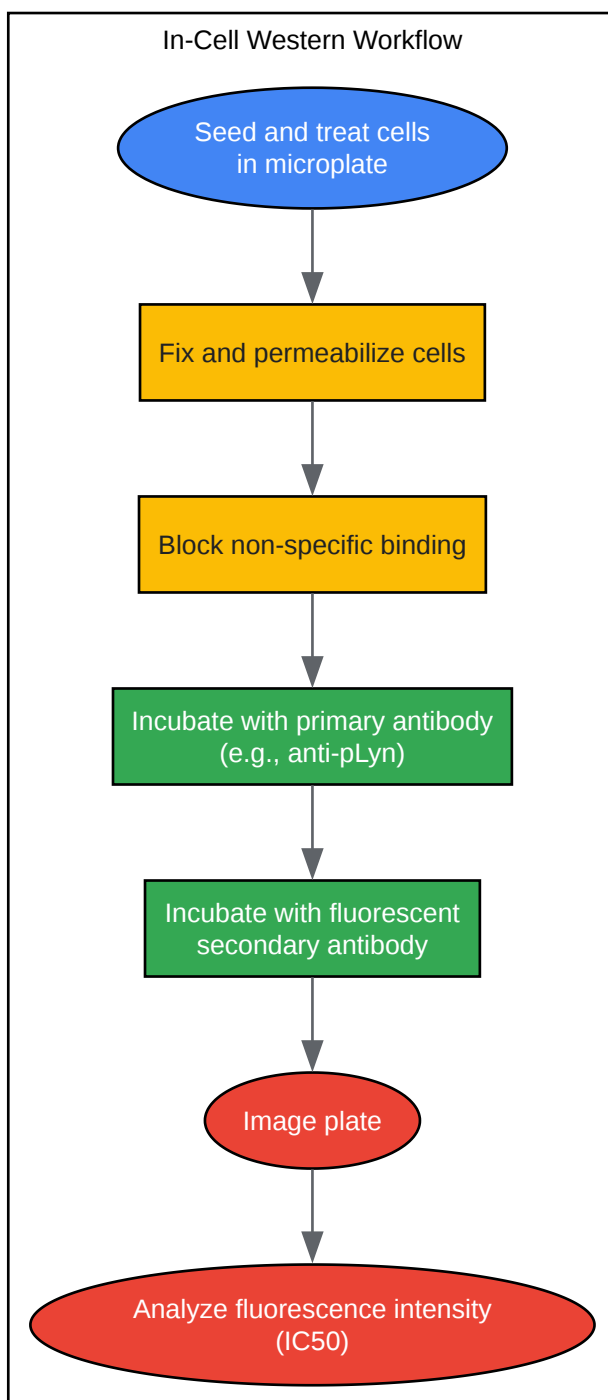 In-Cell Western Workflow
Seed and treat cells
in microplate
Fix and permeabilize cells
Block non-specific binding
Incubate with primary antibody
(e.g., anti-pLyn)
Incubate with fluorescent
secondary antibody
Image plate
Analyze fluorescence intensity
(IC50)